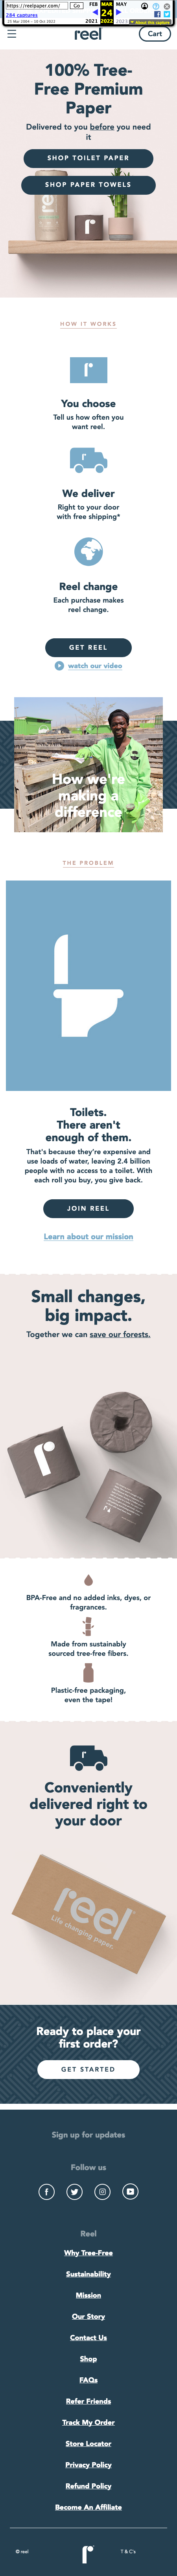 https://reelpaper.com/ Go FEB MAR MAY
284 captures 24
2021 2022 2023 About this capture
Cart
reel
100% Tree-
Free Premium
Paper
Delivered to you before you need
it
SHOP TOILET PAPER
SHOP PAPER TOWELS
HOW IT WORKS
r
You choose
Tell us how often you
want reel.
r
We deliver
Right to your door
with free shipping*
Reel change
Each purchase makes
reel change.
GET REEL
watch our video
How we're
making a
difference
THE PROBLEM
Toilets.
There aren't
enough of them.
That's because they're expensive and
use loads of water, leaving 2.4 billion
people with no access to a toilet. With
each roll you buy, you give back.
JOIN REEL
Learn about our mission
Small changes,
big impact.
Together we can save our forests.
r
BPA-Free and no added inks, dyes, or
fragrances.
Made from sustainably
sourced tree-free fibers.
Plastic-free packaging,
even the tape!
r
Conveniently
delivered right to
your door
reel
Life changing paper.
Ready to place your
first order?
GET STARTED
Sign up for updates
Follow us
Reel
Why Tree-Free
Sustainability
Mission
Our Story
Contact Us
Shop
FAQs
Refer Friends
Track My Order
Store Locator
Privacy Policy
Refund Policy
Become An Affiliate
© reel r T & C's